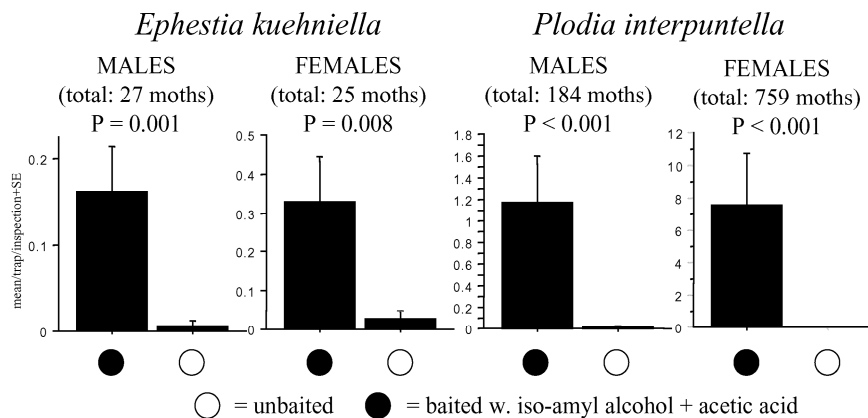 Ephestia kuehniella
Plodia interpuntella
MALES
(total: 27 moths)
P = 0.001
FEMALES
(total: 25 moths)
P = 0.008
MALES
(total: 184 moths)
P < 0.001
FEMALES
(total: 759 moths)
P < 0.001
mean/trap/inspection+SE
0.2
0.1
0
0.5
0.4
0.3
0.2
0.1
0
1.8
1.6
1.4
1.2
1.1
0.8
0.6
0.4
0.2
0
12
10
8
6
4
2
0
= unbaited
= baited w. iso-amyl alcohol + acetic acid